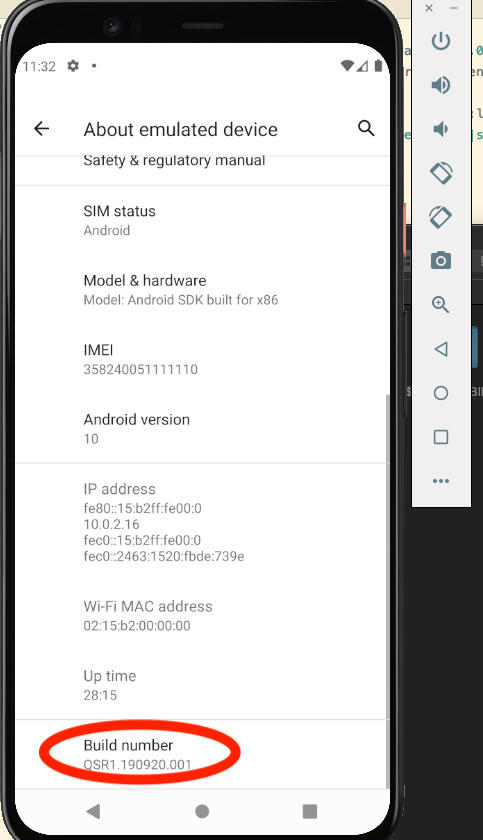 11:32
About emulated device
Safety & regulatory manual
SIM status
Android
Model & hardware
Model: Android SDK built for x86
IMEI
358240051111110
Android version
10
IP address
fe80::15:b2ff:fe00:0
10.0.2.16
fec0::15:b2ff:fe00:0
fec0::2463:1520:fbde:739e
Wi-Fi MAC address
02:15:b2:00:00:00
Up time
28:15
Build number
QSR1.190920.001